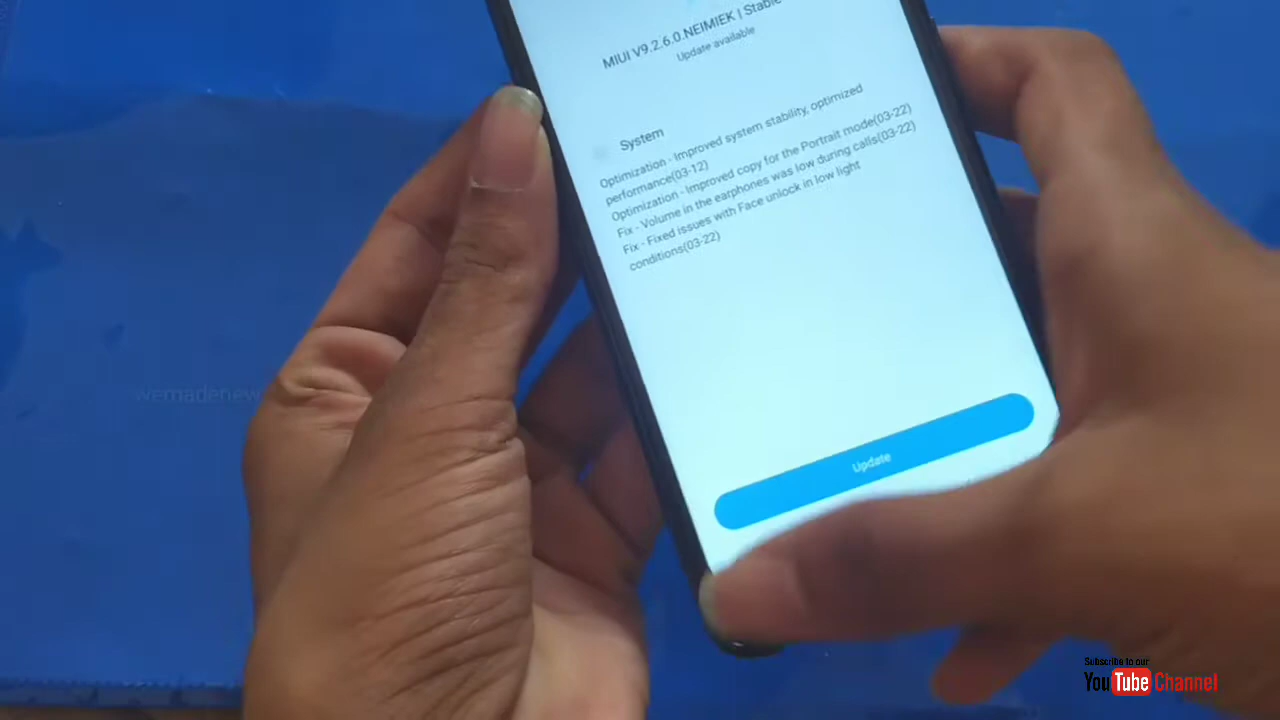 MIUI V9.2.6.0.NEIMIEK | Stable
Update available
System
Optimization - Improved system stability, optimized
performance(03-12)
Optimization - Improved copy for the Portrait mode(03-22)
Fix - Volume in the earphones was low during calls(03-22)
Fix - Fixed issues with Face unlock in low light
conditions(03-22)
Update
wemadenew
Subscribe to our
YouTube Channel